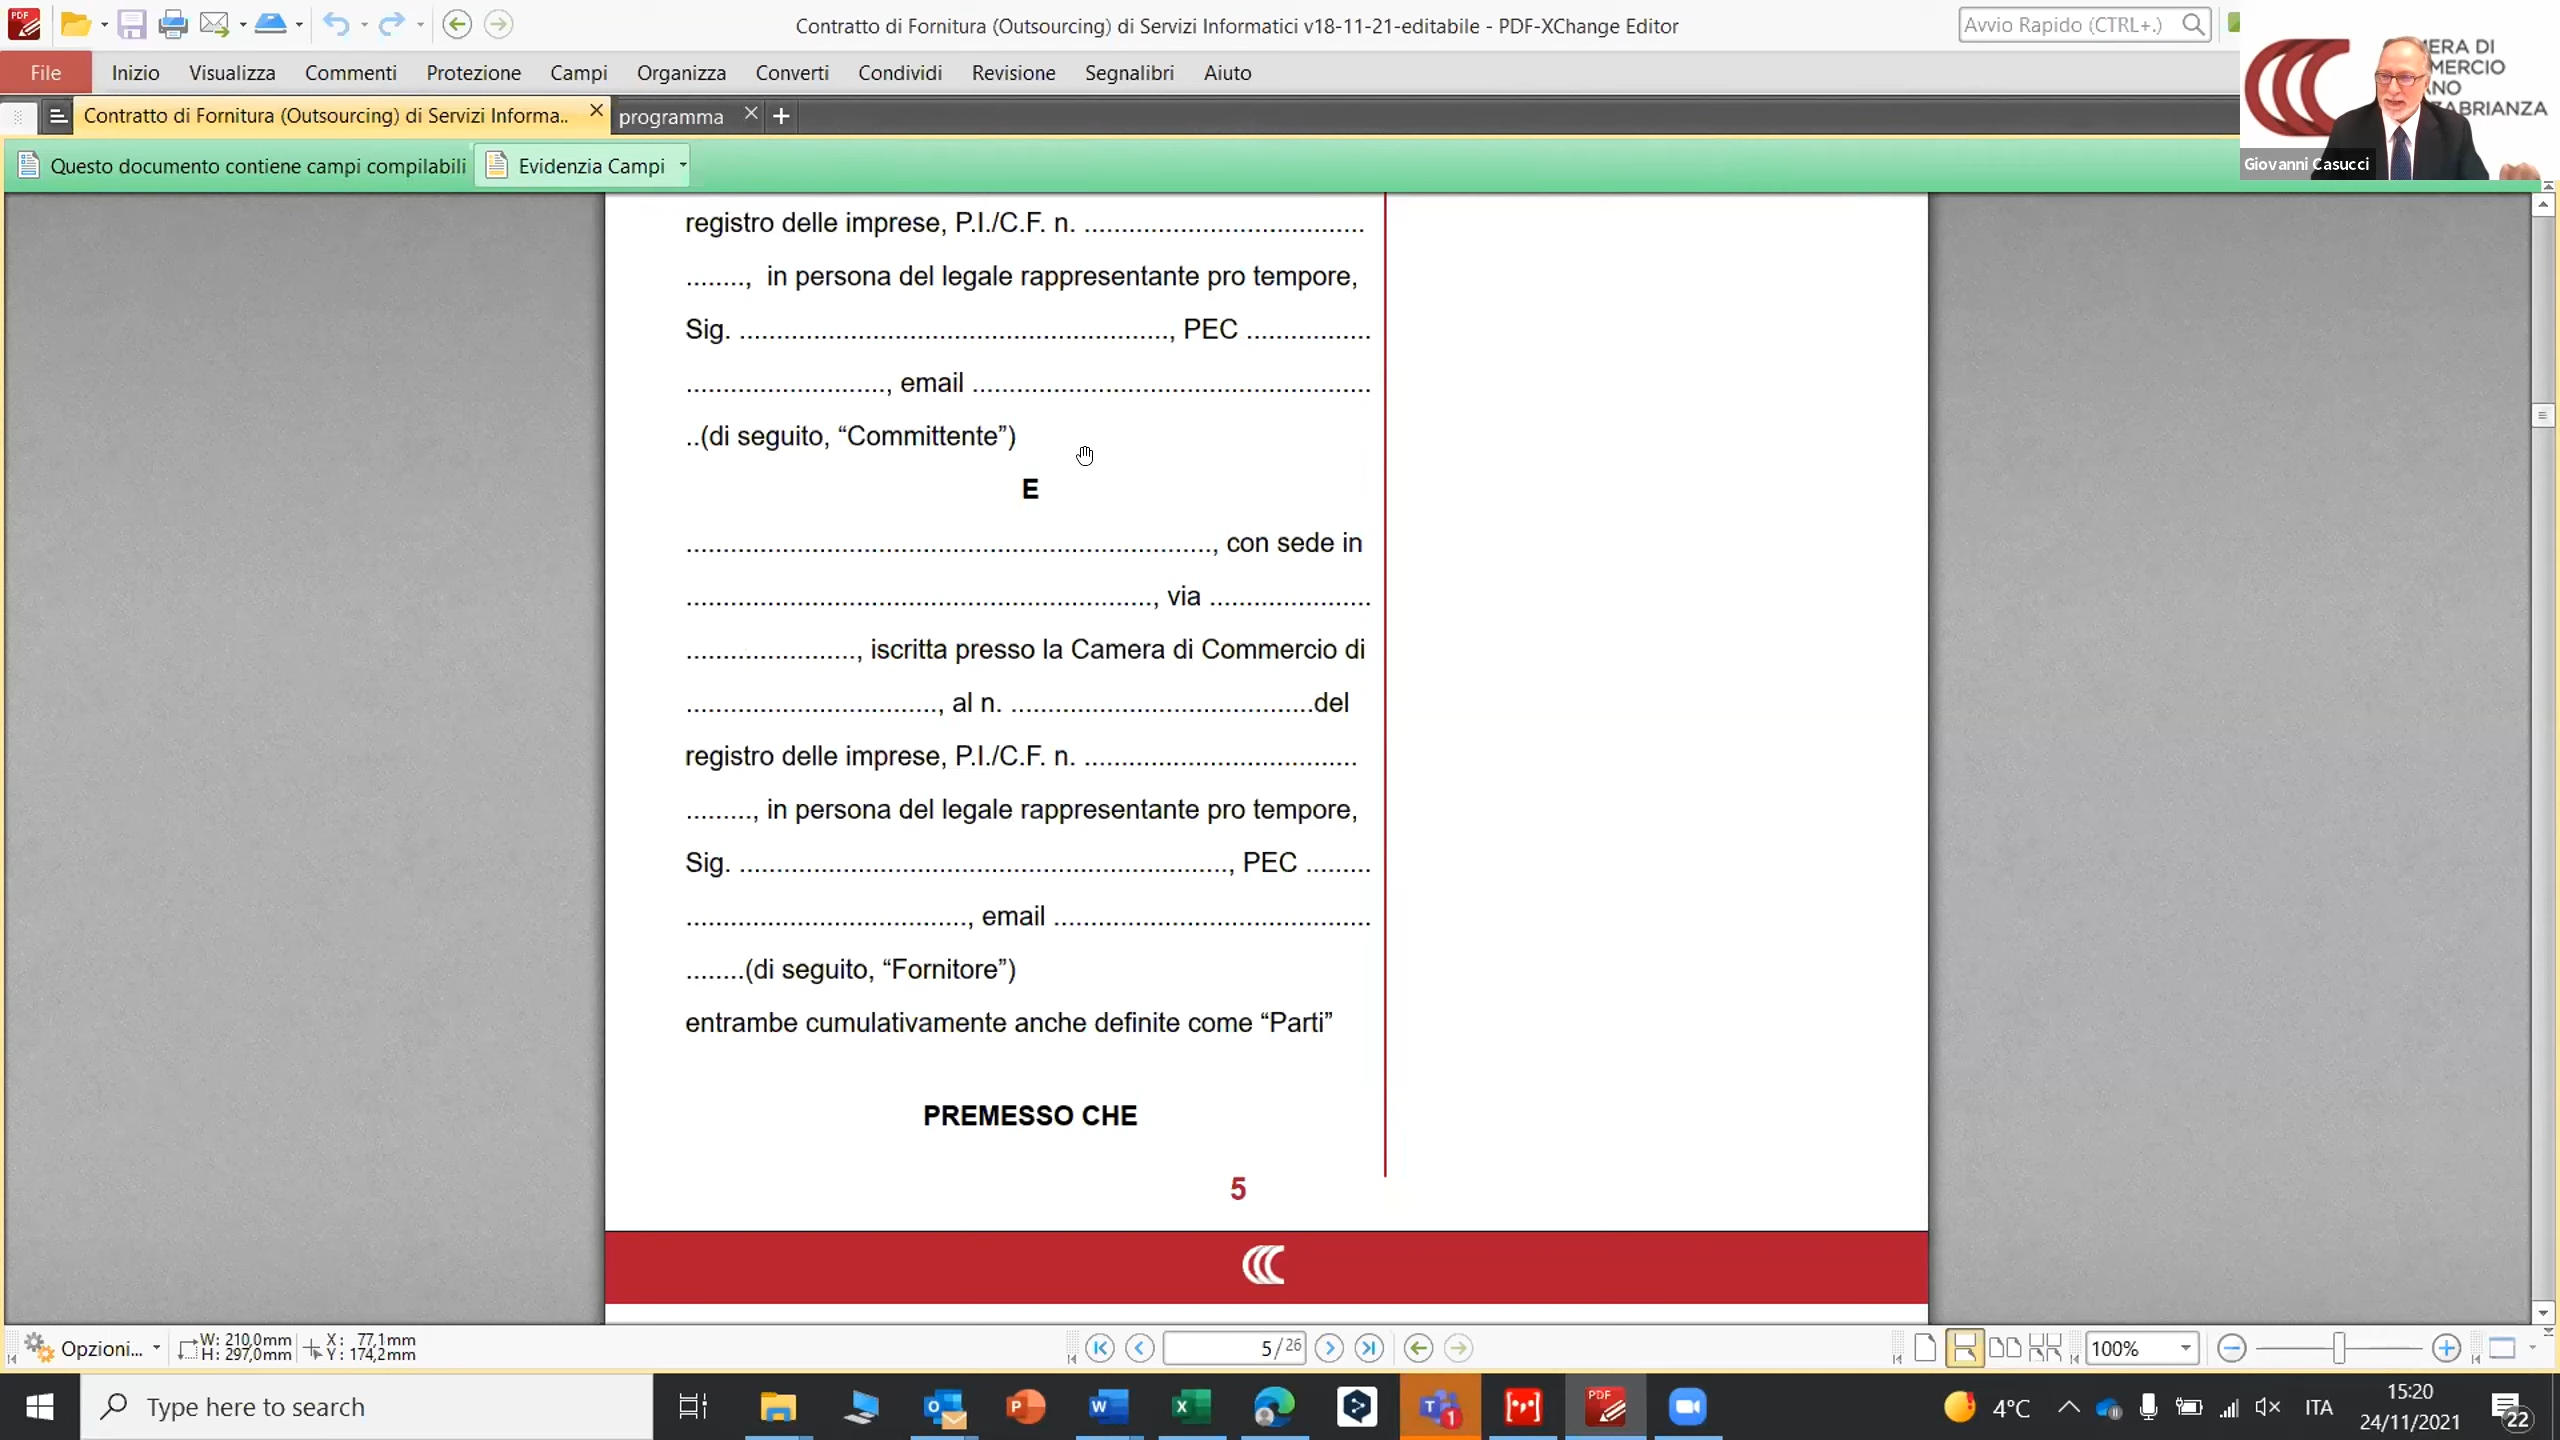 Contratto di Fornitura (Outsourcing) di Servizi Informatici v18-11-21-editabile - PDF-XChange Editor
Avvio Rapido (CTRL+.)
File Inizio Visualizza Commenti Protezione Campi Organizza Converti Condividi Revisione Segnalibri Aiuto
Contratto di Fornitura (Outsourcing) di Servizi Informa.. programma
ERA DI
MERCIO
ANO
ZABRIANZA
Giovanni Casucci
Questo documento contiene campi compilabili Evidenzia Campi
registro delle imprese, P.I./C.F. n. ......................................
........, in persona del legale rappresentante pro tempore,
Sig. .........................................................., PEC .................
..........................., email ......................................................
..(di seguito, “Committente”)
E
......................................................................., con sede in
..............................................................., via ......................
......................., iscritta presso la Camera di Commercio di
.................................., al n. .........................................del
registro delle imprese, P.I./C.F. n. .....................................
........., in persona del legale rappresentante pro tempore,
Sig. .................................................................., PEC .........
......................................, email ...........................................
........(di seguito, “Fornitore”)
entrambe cumulativamente anche definite come “Parti”
PREMESSO CHE
5
Opzioni... W: 210,0mm X: 77,1mm 5 / 26 100%
H: 297,0mm Y: 174,2mm
Type here to search 4°C ITA 15:20
24/11/2021 22